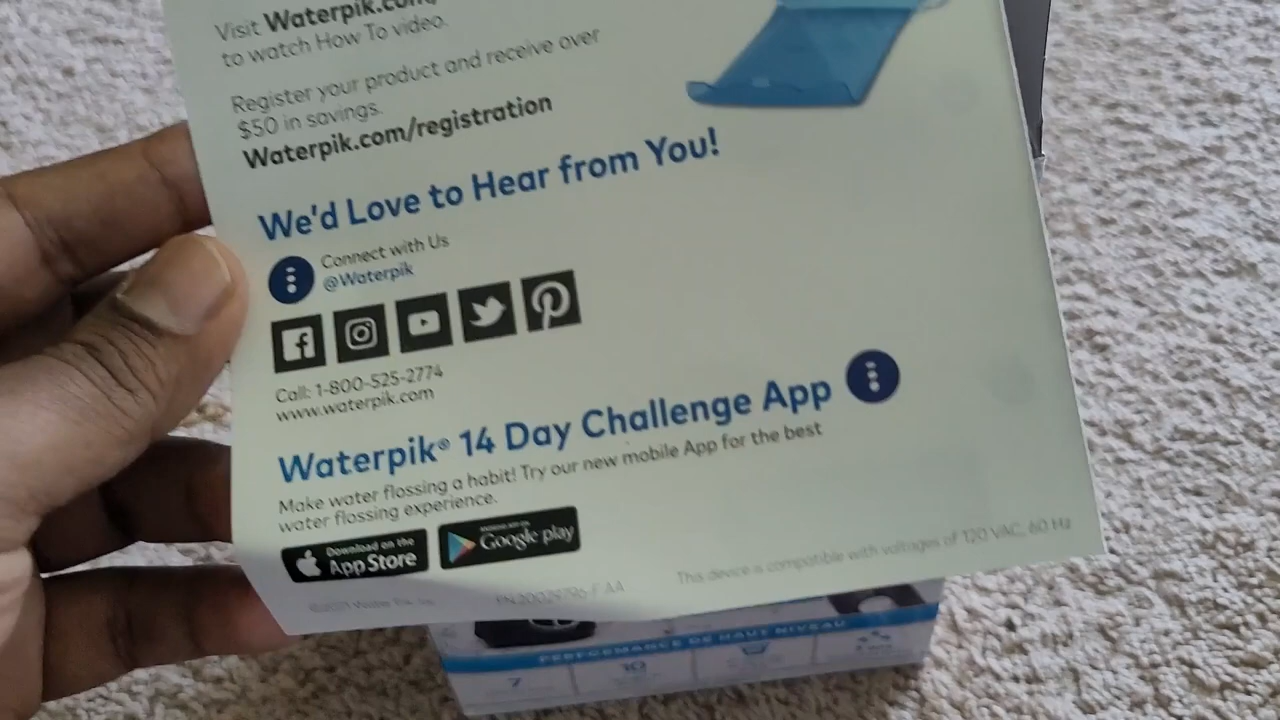 Visit Waterpik.com/
to watch How To video.
Register your product and receive over
$50 in savings.
Waterpik.com/registration
We'd Love to Hear from You!
Connect with Us
@Waterpik
Call: 1-800-525-2774
www.waterpik.com
Waterpik® 14 Day Challenge App
Make water flossing a habit! Try our new mobile App for the best
water flossing experience.
Download on the
App Store
Google play
This device is compatible with voltages of 120 VAC, 60 Hz
PERFORMANCE DE HAUT NIVEAU
7
10